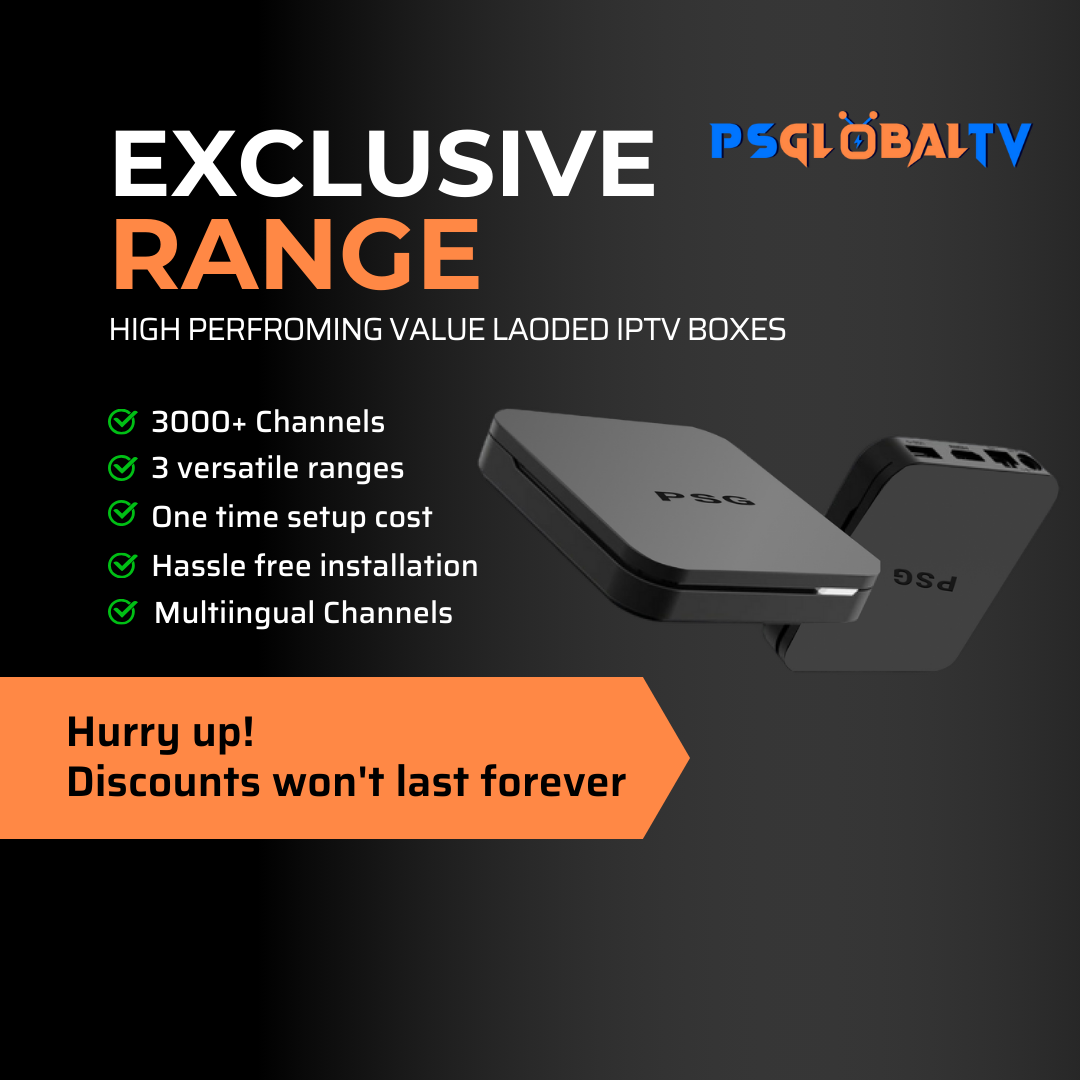 EXCLUSIVE
PSGLOBALTV
RANGE
HIGH PERFROMING VALUE LAODED IPTV BOXES
3000+ Channels
3 versatile ranges
One time setup cost
Hassle free installation
Multiingual Channels
PSG
PSG
Hurry up!
Discounts won't last forever